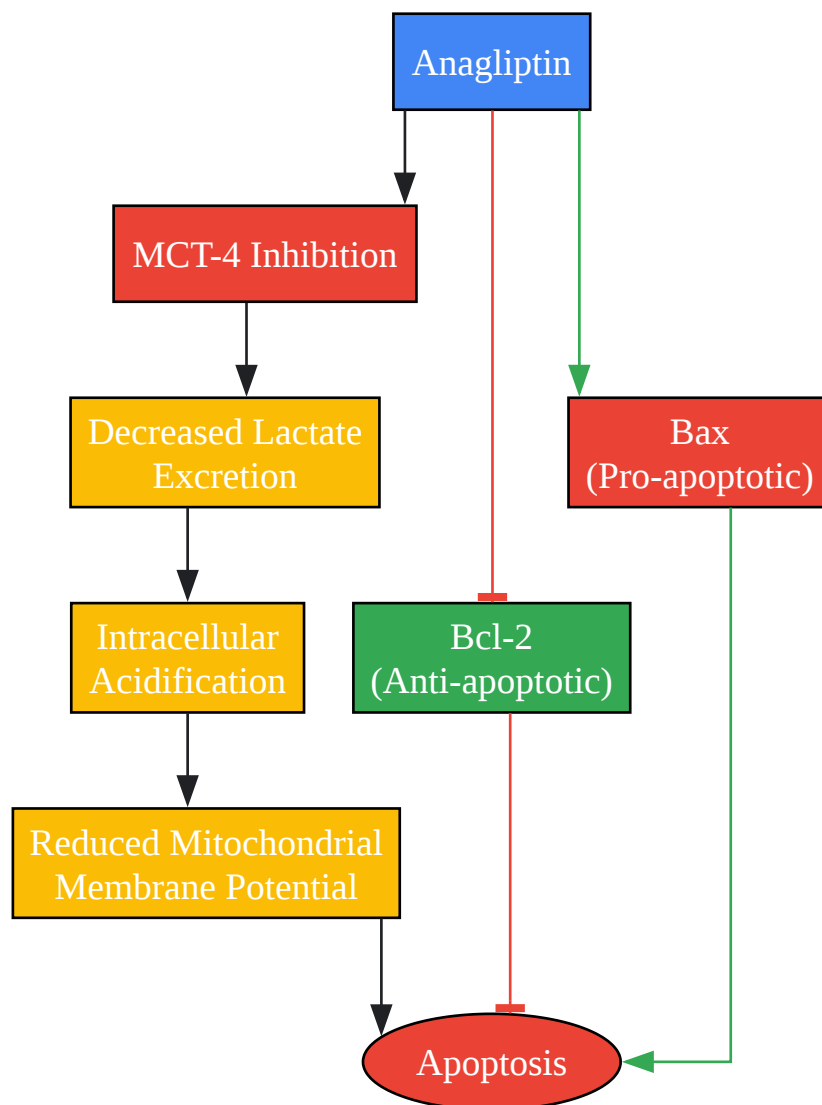 Anagliptin
MCT-4 Inhibition
Decreased Lactate
Excretion
Bax
(Pro-apoptotic)
Intracellular
Acidification
Bcl-2
(Anti-apoptotic)
Reduced Mitochondrial
Membrane Potential
Apoptosis